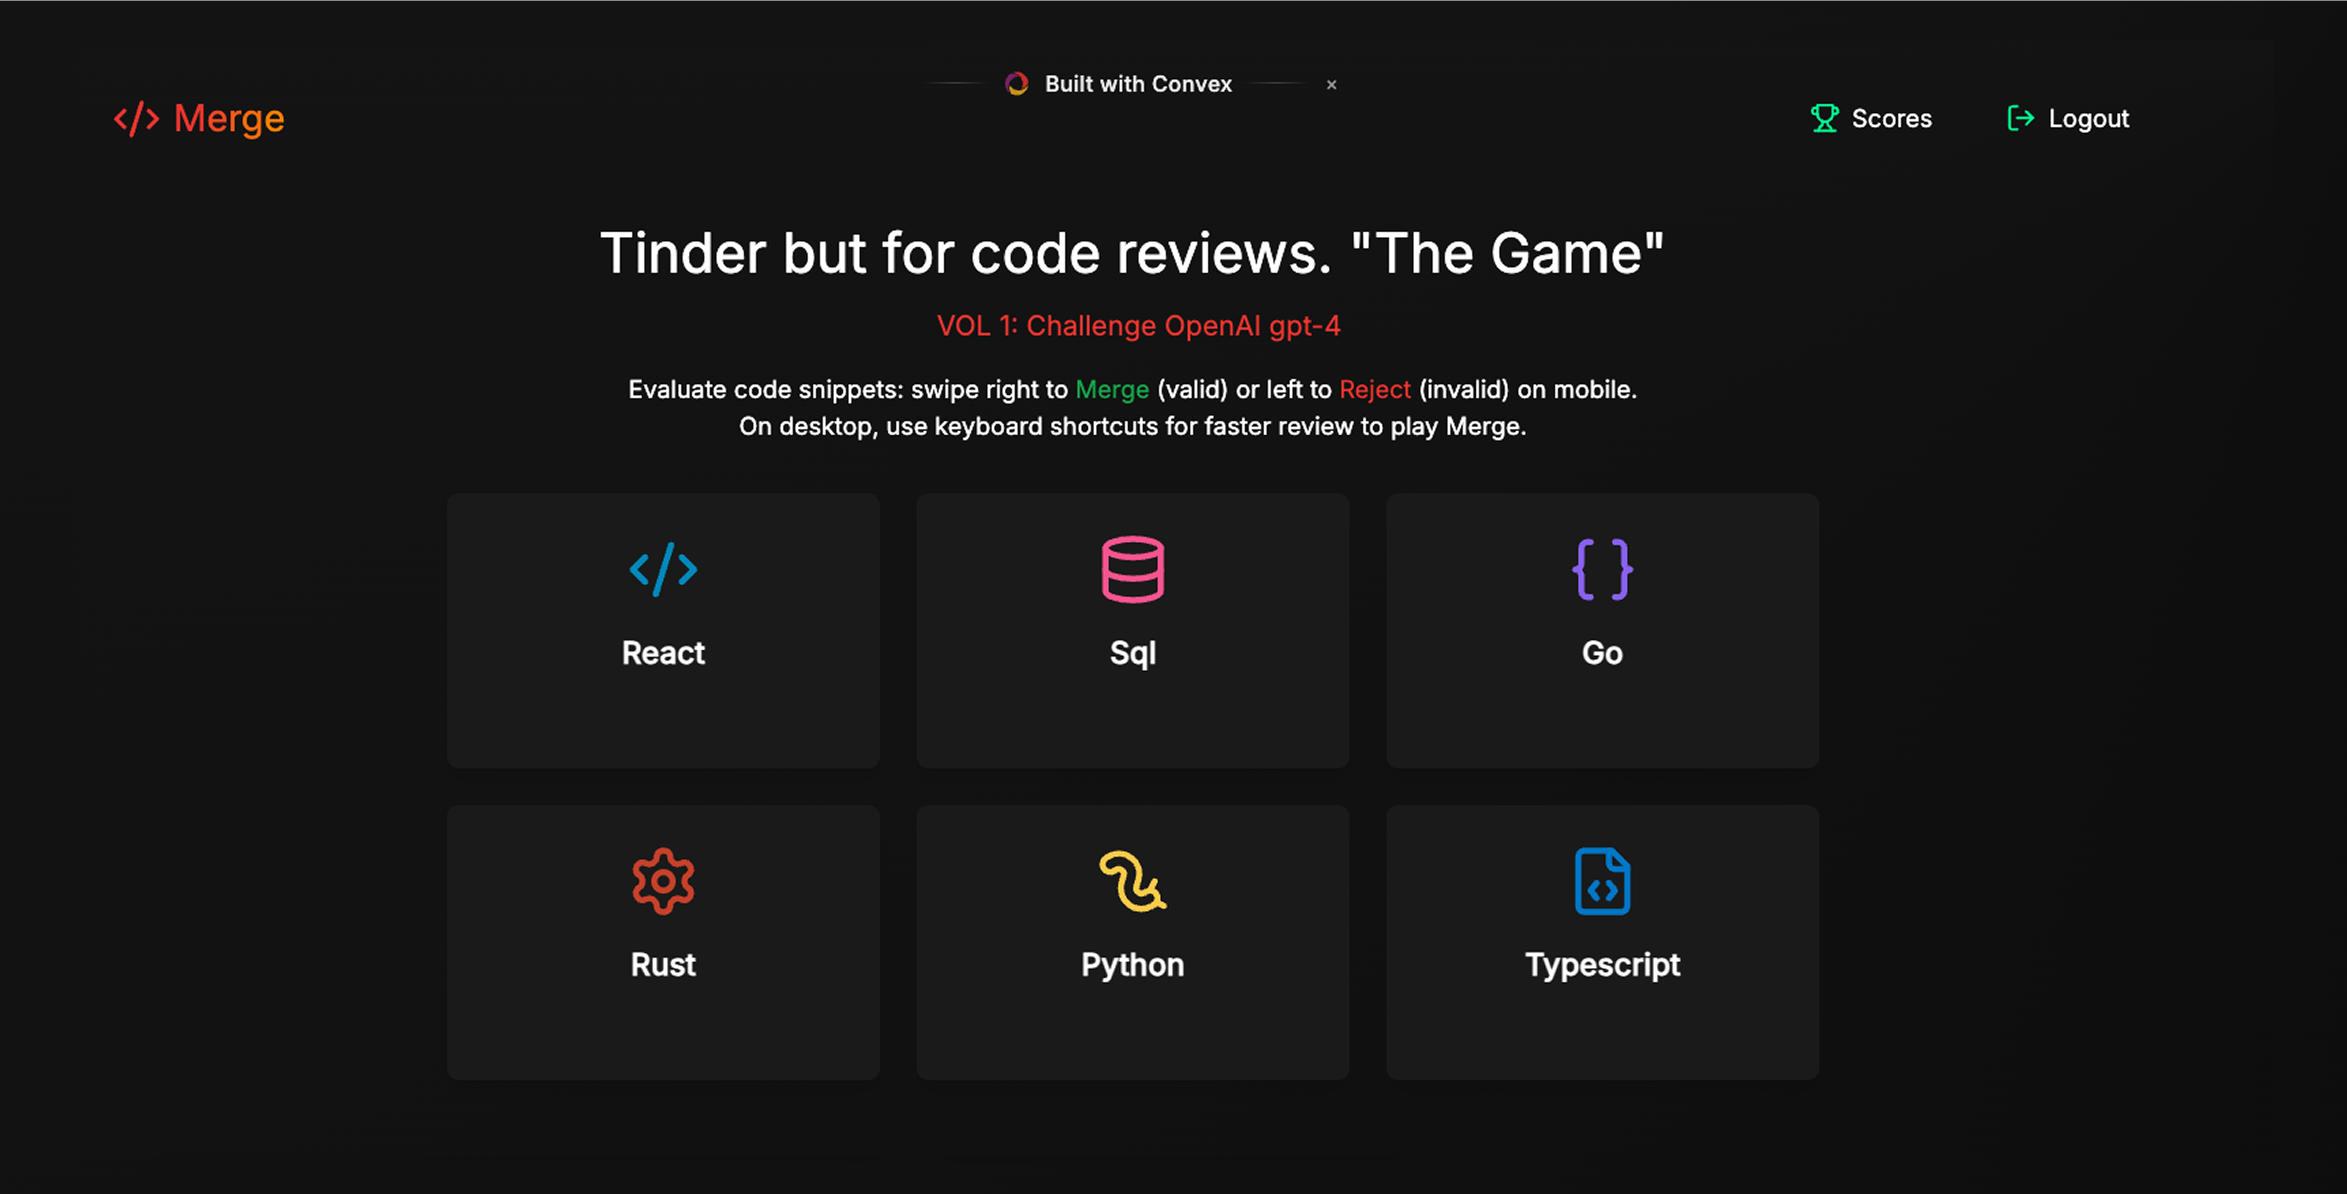 Built with Convex
Merge
Scores
Logout
Tinder but for code reviews. "The Game"
VOL 1: Challenge OpenAI gpt-4
Evaluate code snippets: swipe right to Merge (valid) or left to Reject (invalid) on mobile.
On desktop, use keyboard shortcuts for faster review to play Merge.
React
Sql
Go
Rust
Python
Typescript